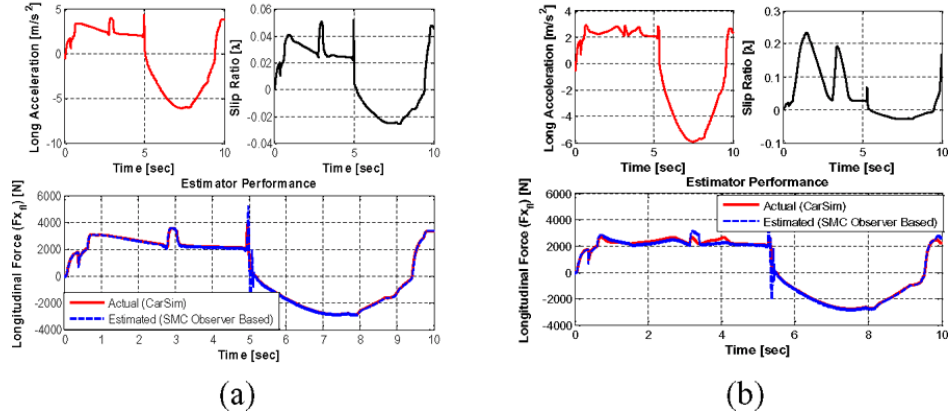 Long Acceleration [m/s²]
5
0
-5
-10
0
5
10
Time [sec]
Slip Ratio [λ]
0.06
0.04
0.02
0
-0.02
-0.04
0
5
10
Time [sec]
Estimator Performance
Longitudinal Force (Fx_fl) [N]
6000
4000
2000
0
-2000
-4000
0 1 2 3 4 5 6 7 8 9 10
Actual (CarSim)
Estimated (SMC Observer Based)
Time [sec]
(a)
Long Acceleration [m/s²]
4
2
0
-2
-4
-6
0
5
10
Time [sec]
Slip Ratio [λ]
0.3
0.2
0.1
0
-0.1
0
5
10
Time [sec]
Estimator Performance
Longitudinal Force (Fx_fl) [N]
6000
4000
2000
0
-2000
-4000
0 2 4 6 8 10
Actual (CarSim)
Estimated (SMC Observer Based)
Time [sec]
(b)